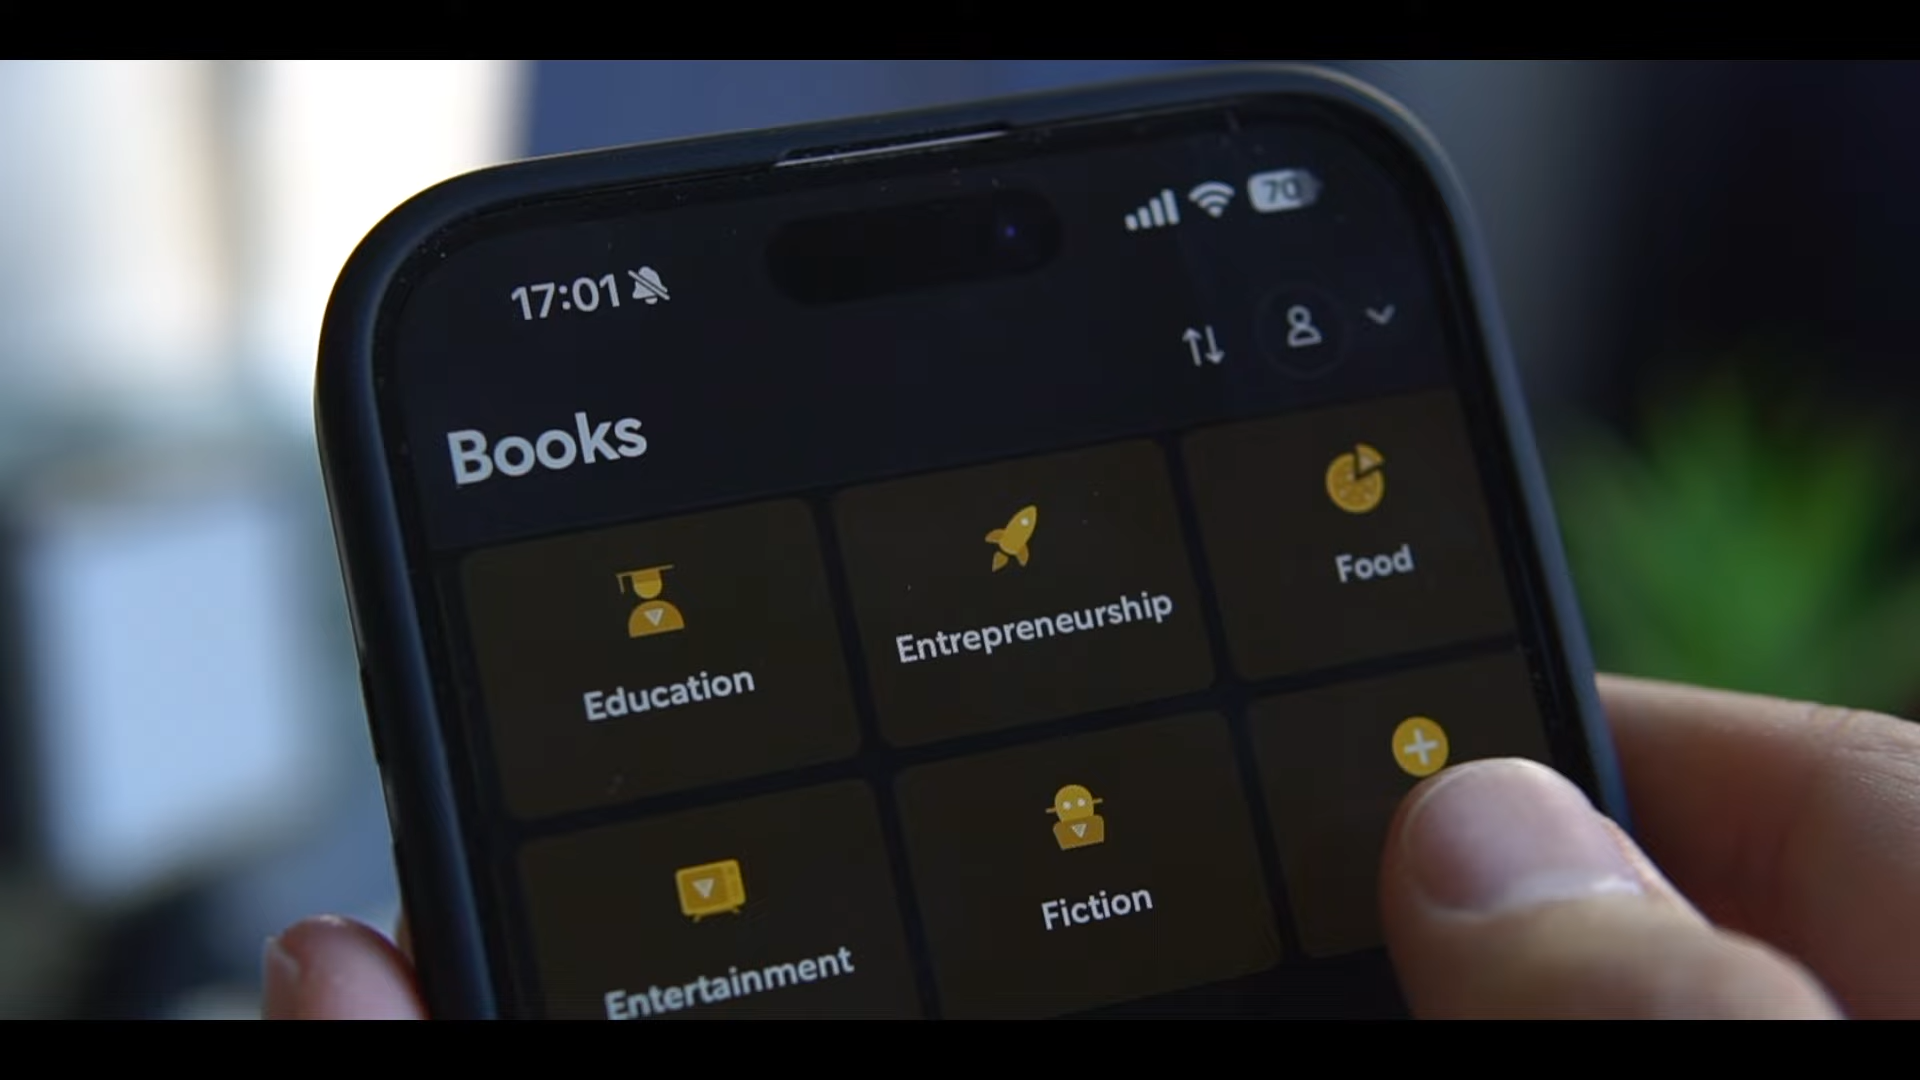 17:01
70
Books
Education
Entrepreneurship
Food
Entertainment
Fiction